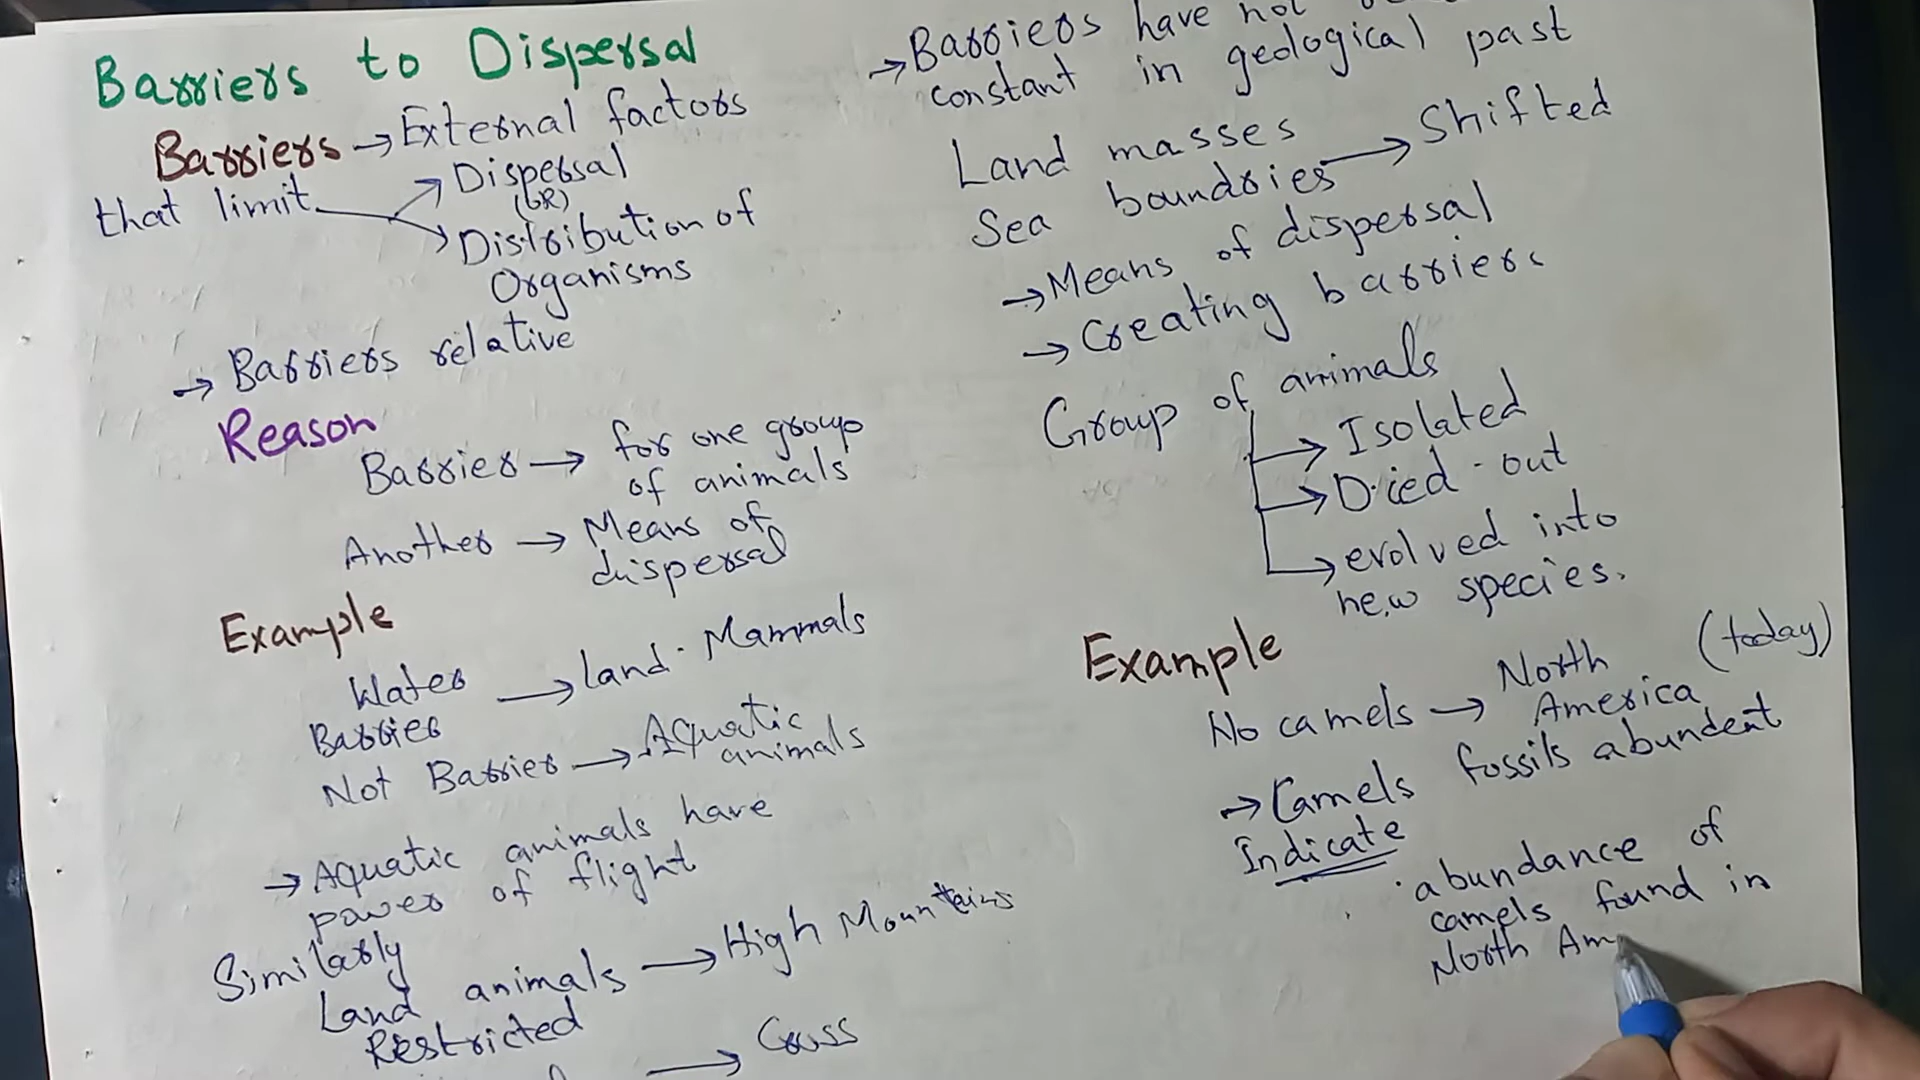 Barriers to Dispersal
Barriers → External factors
that limit → Dispersal
(OR)
→ Distribution of
Organisms
→ Barriers relative
Reason
Barrier → for one group
of animals
Another → Means of
dispersal
Example
Water → land Mammals
Barrier
Not Barrier → Aquatic
animals
→ Aquatic animals have
power of flight
Similarly
Land animals → High Mountains
Restricted
→ Cross
→ Barriers have not
constant in geological past
Land masses
Sea boundries → Shifted
→ Means of dispersal
→ Creating barriers
Group of animals
→ Isolated
→ Died-out
→ evolved into
new species.
Example
No camels → North (today)
America
→ Camels fossils abundent
Indicate
abundance of
camels found in
North Am